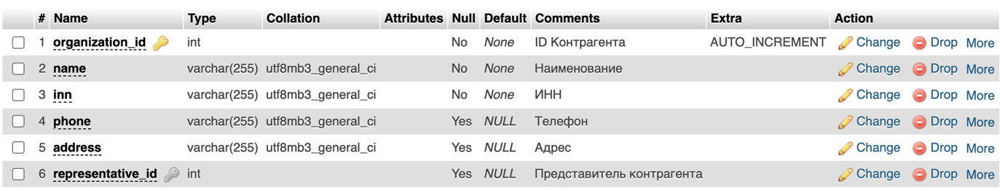 # Name Type Collation Attributes Null Default Comments Extra Action
1 organization_id int No None ID Контрагента AUTO_INCREMENT Change Drop More
2 name varchar(255) utf8mb3_general_ci No None Наименование Change Drop More
3 inn varchar(255) utf8mb3_general_ci No None ИНН Change Drop More
4 phone varchar(255) utf8mb3_general_ci Yes NULL Телефон Change Drop More
5 address varchar(255) utf8mb3_general_ci Yes NULL Адрес Change Drop More
6 representative_id int Yes NULL Представитель контрагента Change Drop More